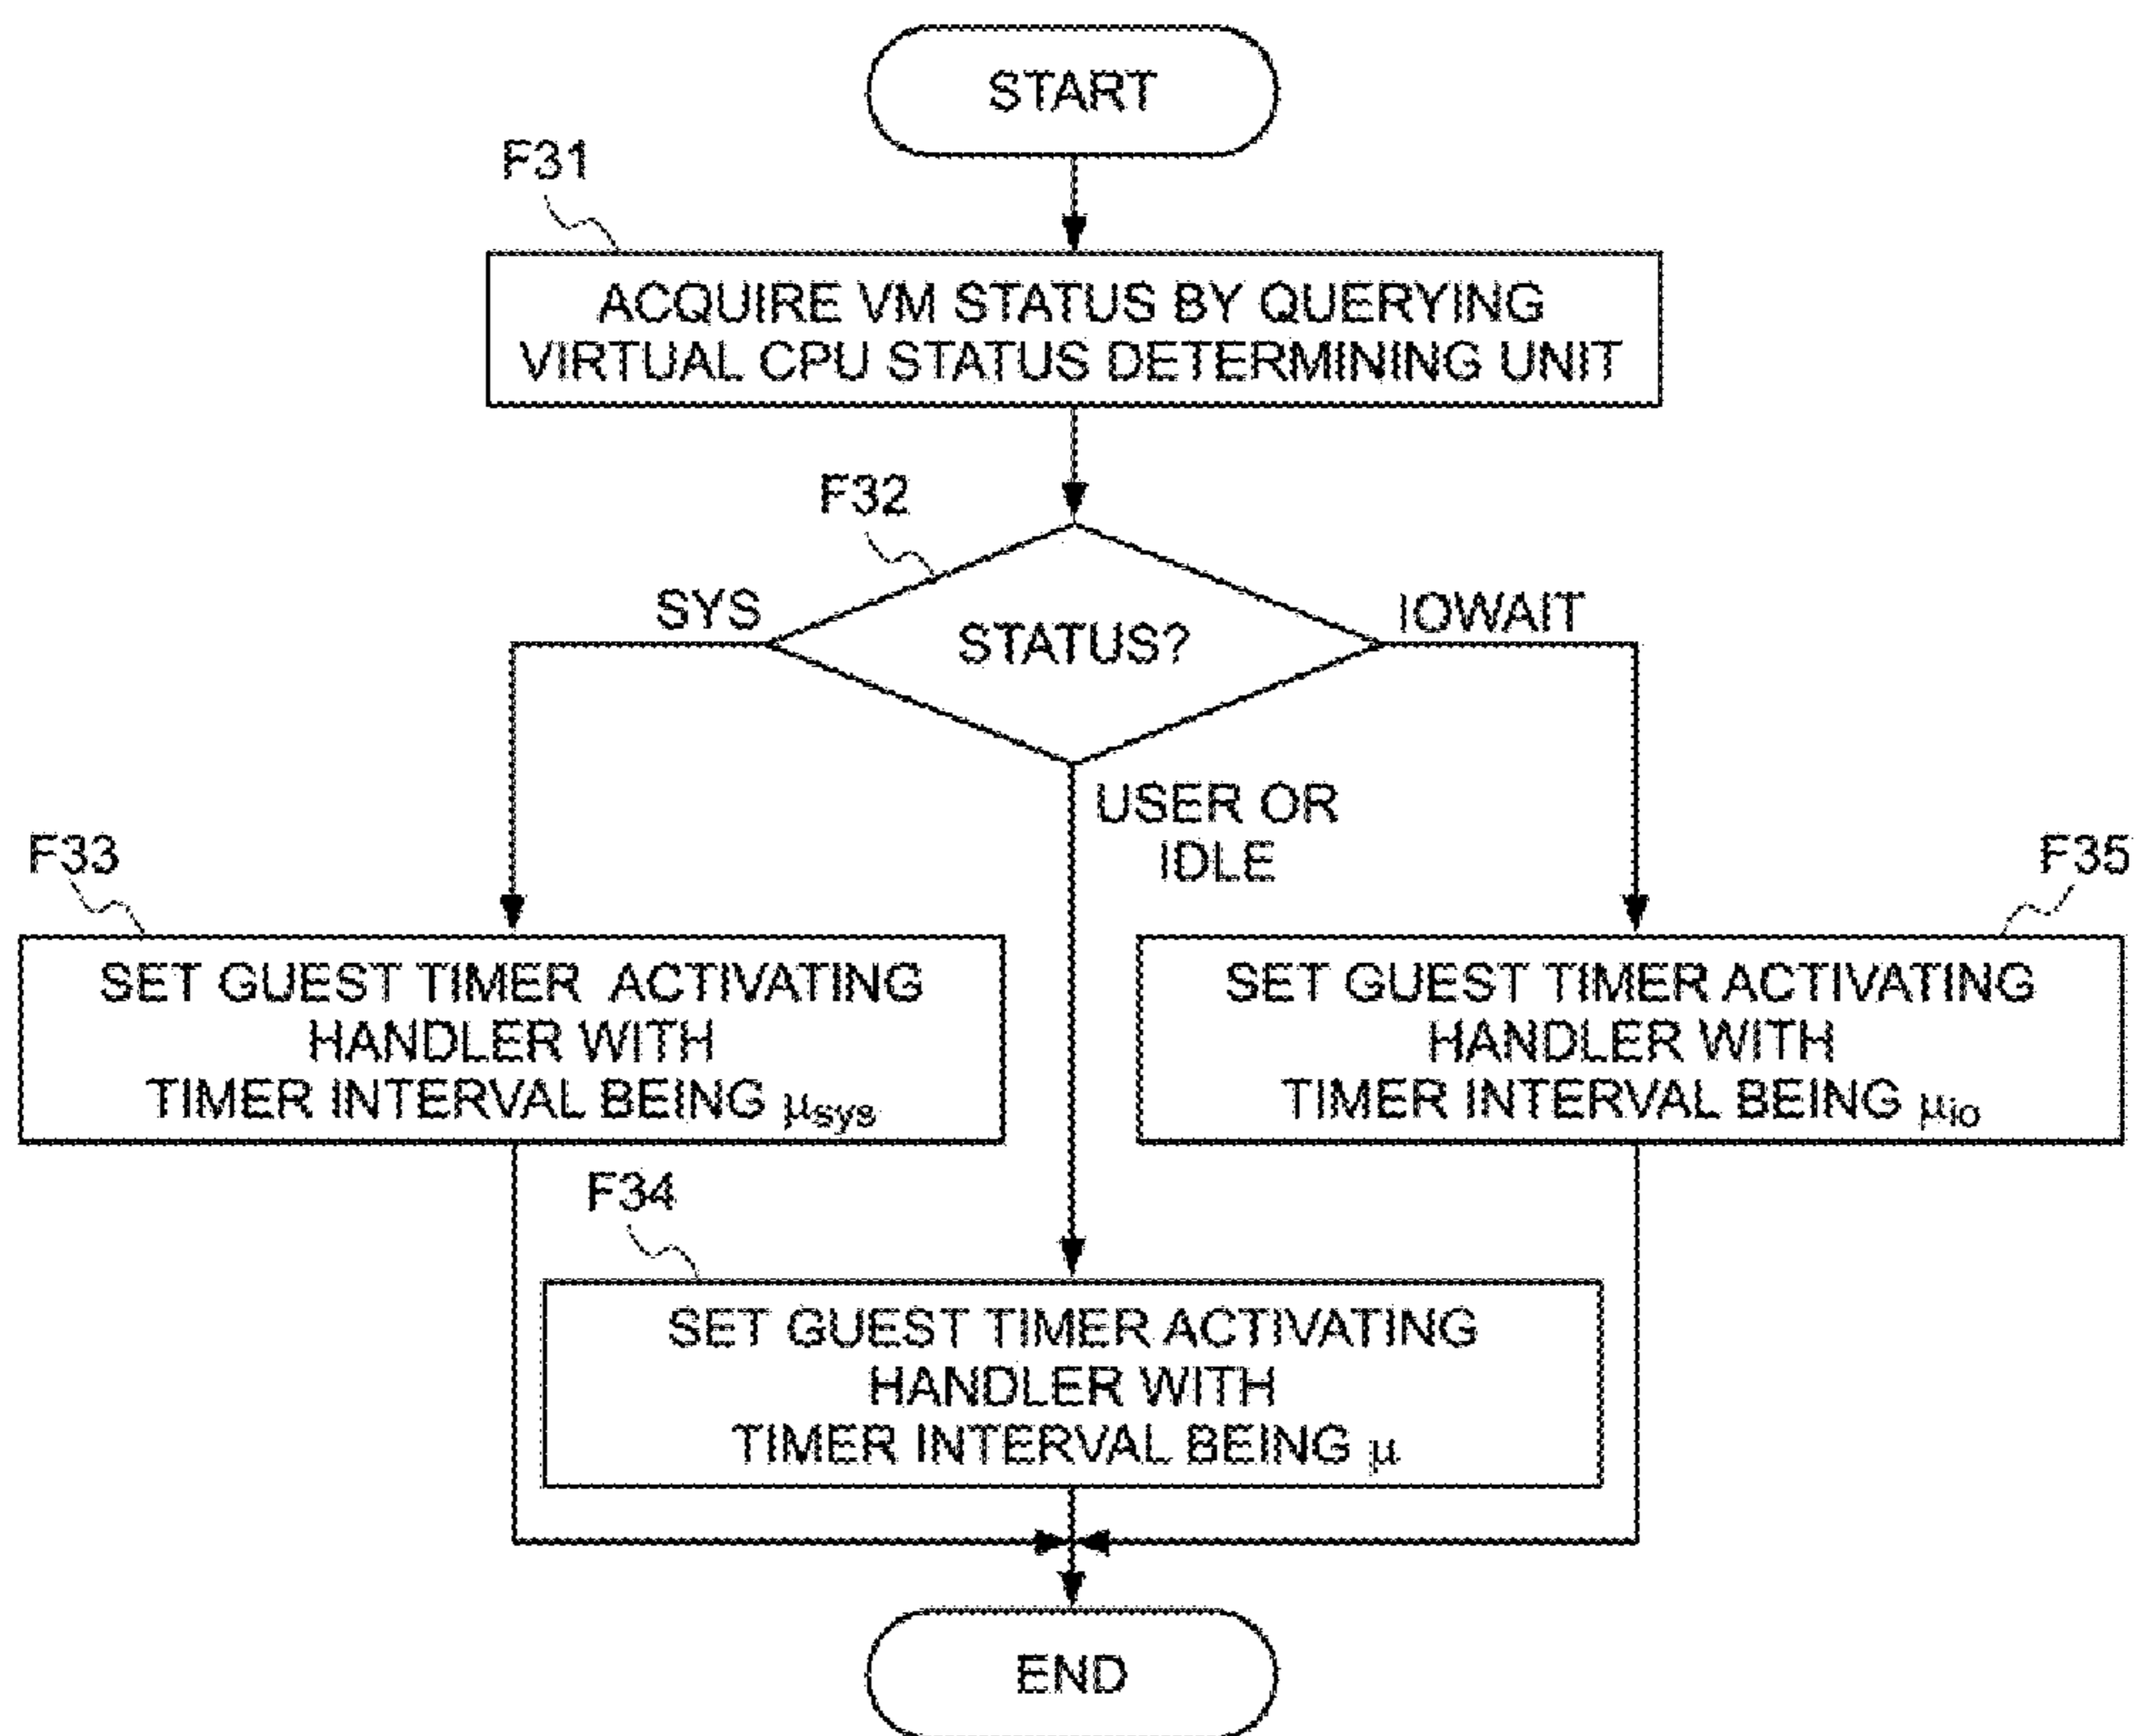 START
F31
ACQUIRE VM STATUS BY QUERYING
VIRTUAL CPU STATUS DETERMINING UNIT
F32
SYS
STATUS?
IOWAIT
USER OR
IDLE
F33
SET GUEST TIMER ACTIVATING
HANDLER WITH
TIMER INTERVAL BEING μsys
F35
SET GUEST TIMER ACTIVATING
HANDLER WITH
TIMER INTERVAL BEING μio
F34
SET GUEST TIMER ACTIVATING
HANDLER WITH
TIMER INTERVAL BEING μ
END